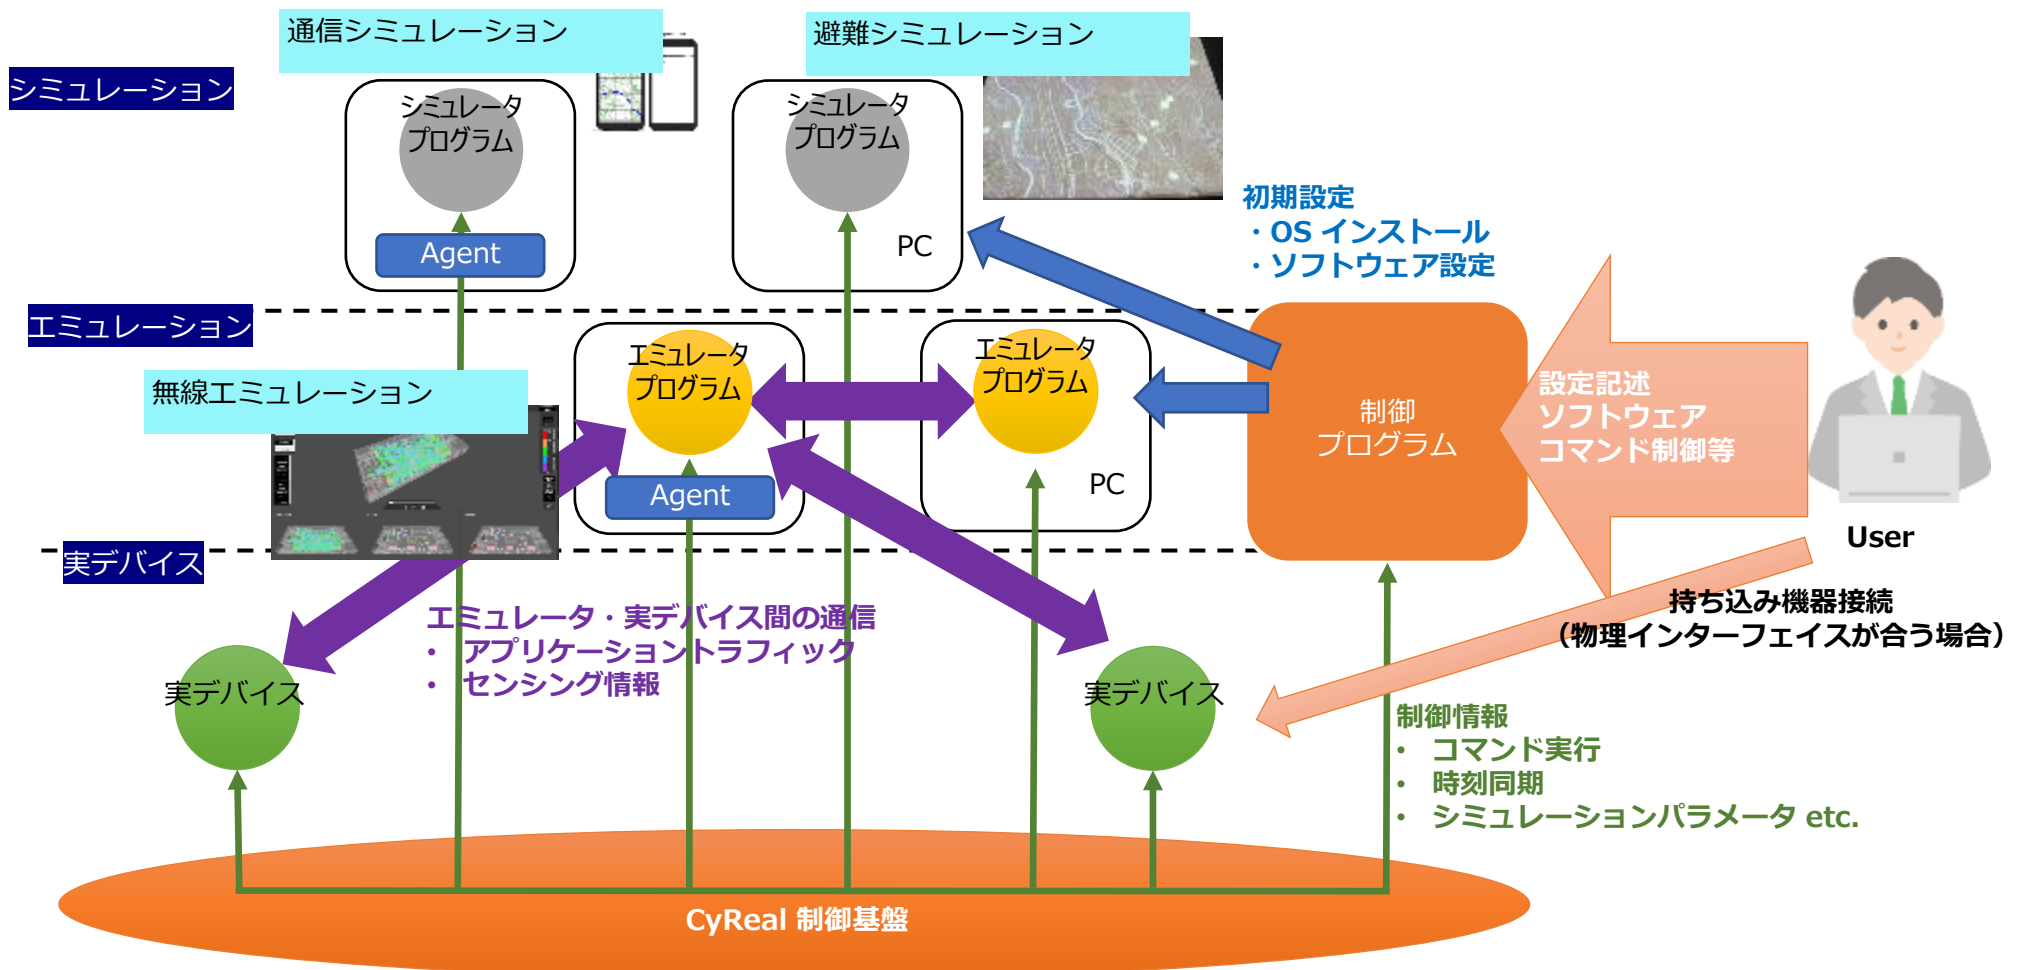 通信シミュレーション
避難シミュレーション
シミュレーション
シミュレータ
プログラム
Agent
シミュレータ
プログラム
PC
初期設定
・OS インストール
・ソフトウェア設定
エミュレーション
無線エミュレーション
エミュレータ
プログラム
Agent
エミュレータ
プログラム
PC
制御
プログラム
設定記述
ソフトウェア
コマンド制御等
User
実デバイス
エミュレータ・実デバイス間の通信
・ アプリケーショントラフィック
・ センシング情報
持ち込み機器接続
（物理インターフェイスが合う場合）
実デバイス
実デバイス
制御情報
・ コマンド実行
・ 時刻同期
・ シミュレーションパラメータ etc.
CyReal 制御基盤